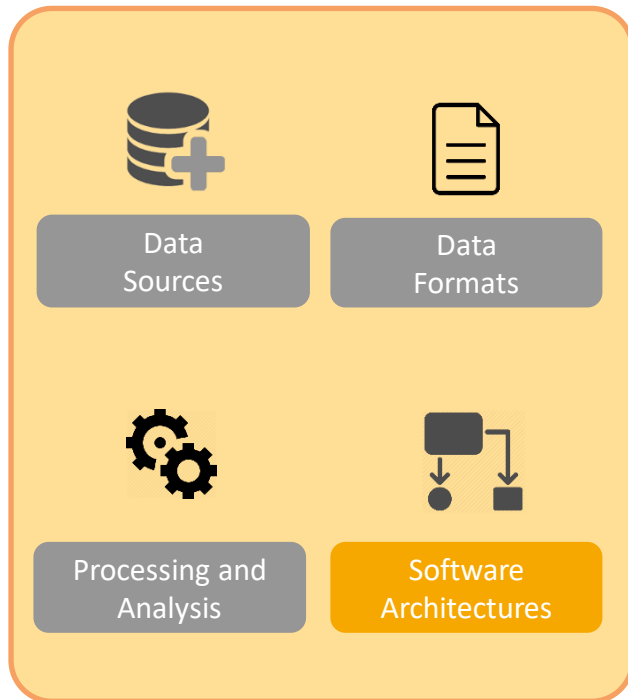 Data
Sources
Data
Formats
Processing and
Analysis
Software
Architectures